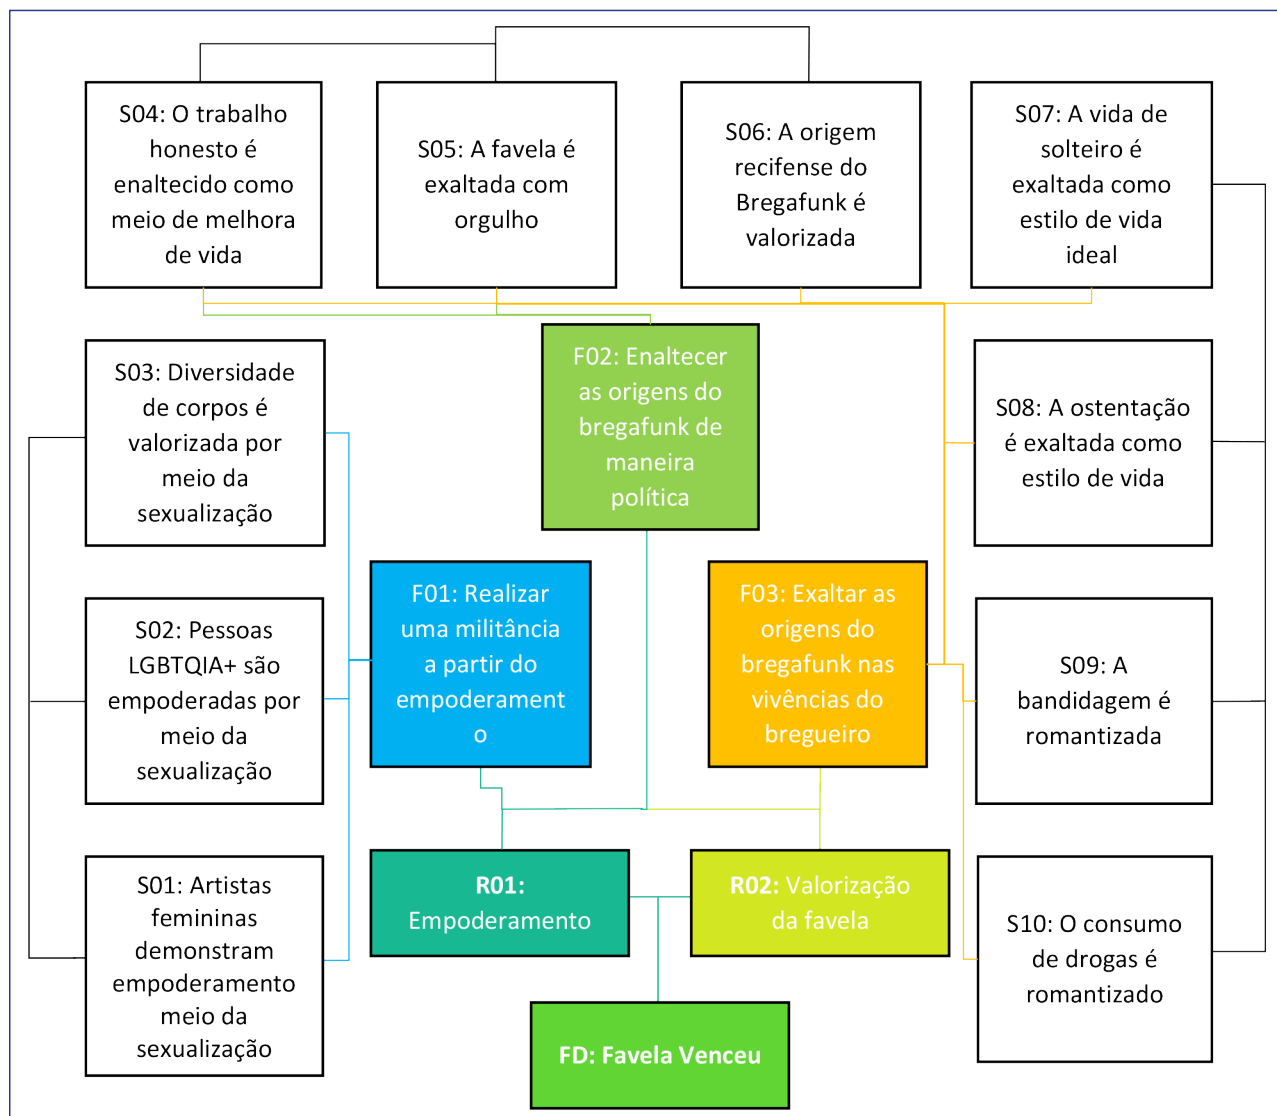 S04: O trabalho
honesto é
enaltecido como
meio de melhora
de vida
S05: A favela é
exaltada com
orgulho
S06: A origem
recifense do
Bregafunk é
valorizada
S07: A vida de
solteiro é
exaltada como
estilo de vida
ideal
S03: Diversidade
de corpos é
valorizada por
meio da
sexualização
F02: Enaltecer
as origens do
bregafunk de
maneira
política
S08: A ostentação
é exaltada como
estilo de vida
S02: Pessoas
LGBTQIA+ são
empoderadas por
meio da
sexualização
F01: Realizar
uma militância
a partir do
empoderament
o
F03: Exaltar as
origens do
bregafunk nas
vivências do
bregueiro
S09: A
bandidagem é
romantizada
S01: Artistas
femininas
demonstram
empoderamento
meio da
sexualização
R01:
Empoderamento
R02: Valorização
da favela
S10: O consumo
de drogas é
romantizado
FD: Favela Venceu